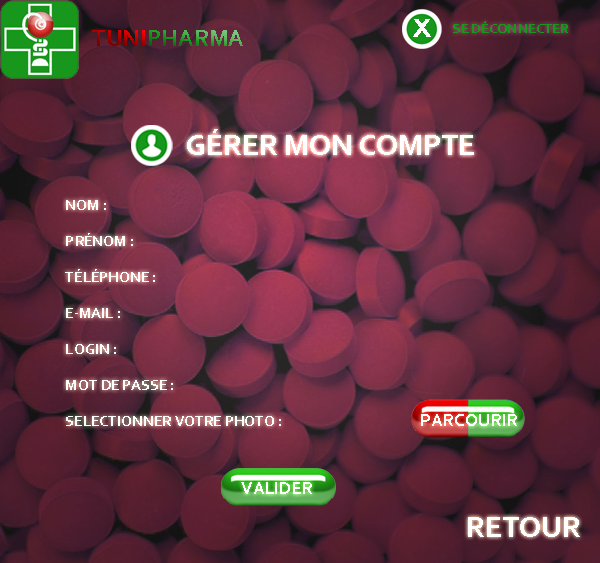 TUNIPHARMA
X SE DÉCONNECTER
GÉRER MON COMPTE
NOM :
PRÉNOM :
TÉLÉPHONE :
E-MAIL :
LOGIN :
MOT DE PASSE :
SELECTIONNER VOTRE PHOTO :
PARCOURIR
VALIDER
RETOUR